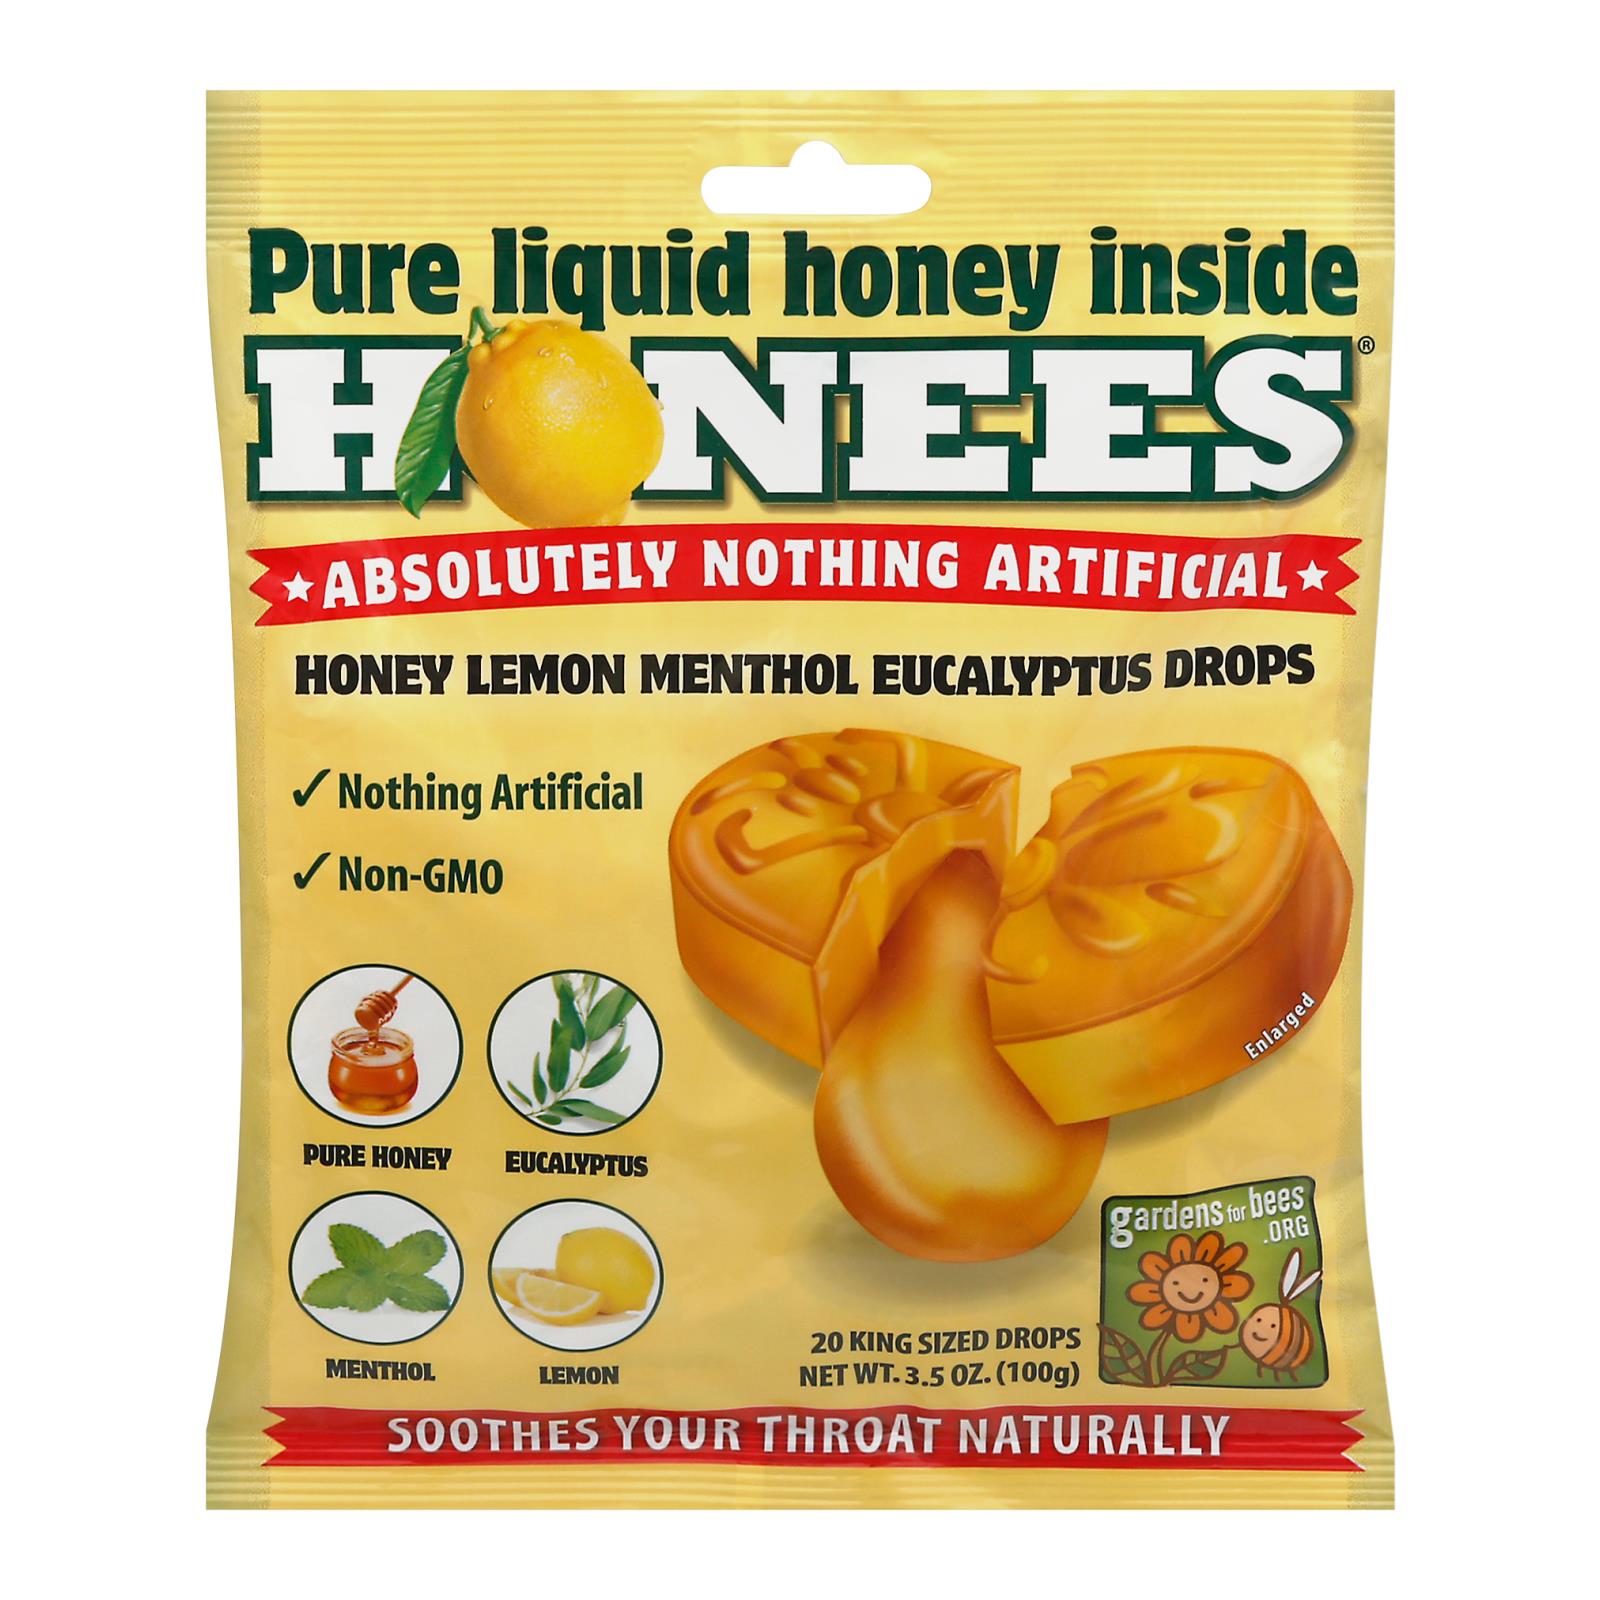 Pure liquid honey inside
HONEES®
ABSOLUTELY NOTHING ARTIFICIAL
HONEY LEMON MENTHOL EUCALYPTUS DROPS
✓ Nothing Artificial
✓ Non-GMO
Enlarged
PURE HONEY
EUCALYPTUS
MENTHOL
LEMON
gardens for bees
.ORG
20 KING SIZED DROPS
NET WT. 3.5 OZ. (100g)
SOOTHES YOUR THROAT NATURALLY